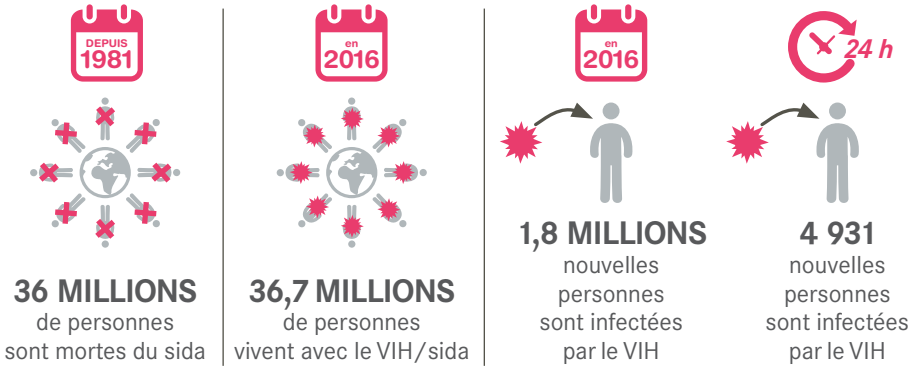 DEPUIS
1981
36 MILLIONS
de personnes
sont mortes du sida
en
2016
36,7 MILLIONS
de personnes
vivent avec le VIH/sida
en
2016
1,8 MILLIONS
nouvelles
personnes
sont infectées
par le VIH
24 h
4 931
nouvelles
personnes
sont infectées
par le VIH